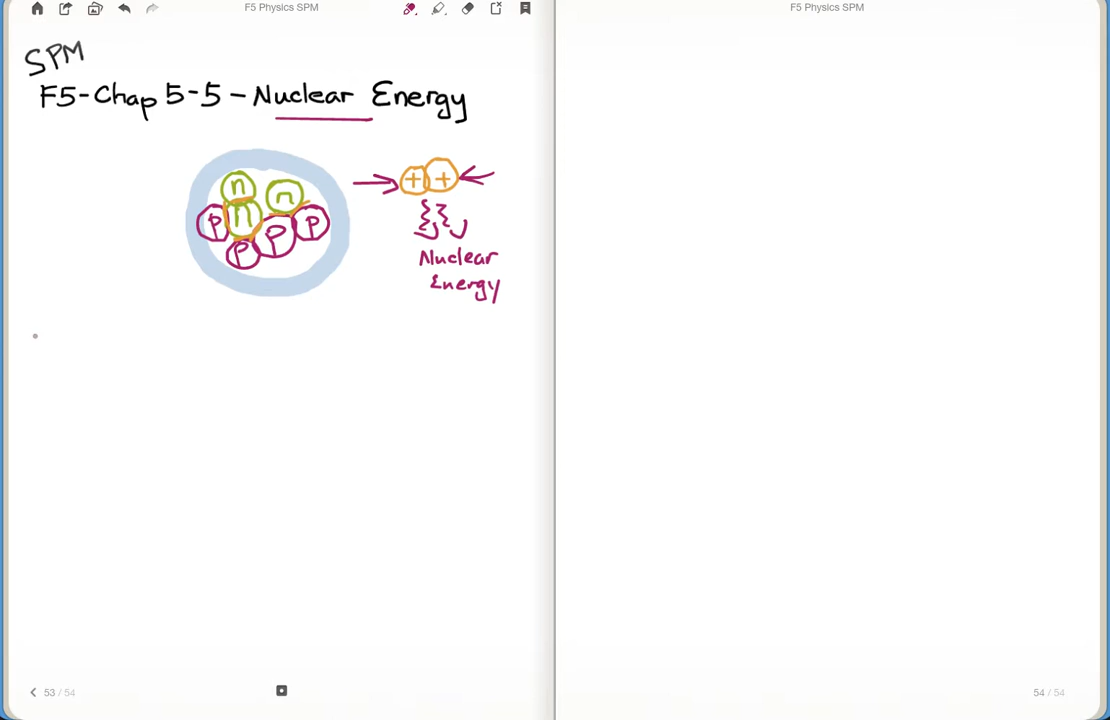 F5 Physics SPM
F5 Physics SPM
SPM
F5-Chap 5-5 - Nuclear Energy
n
n
n
p
p
p
p
+ +
Nuclear
Energy
53 / 54
54 / 54